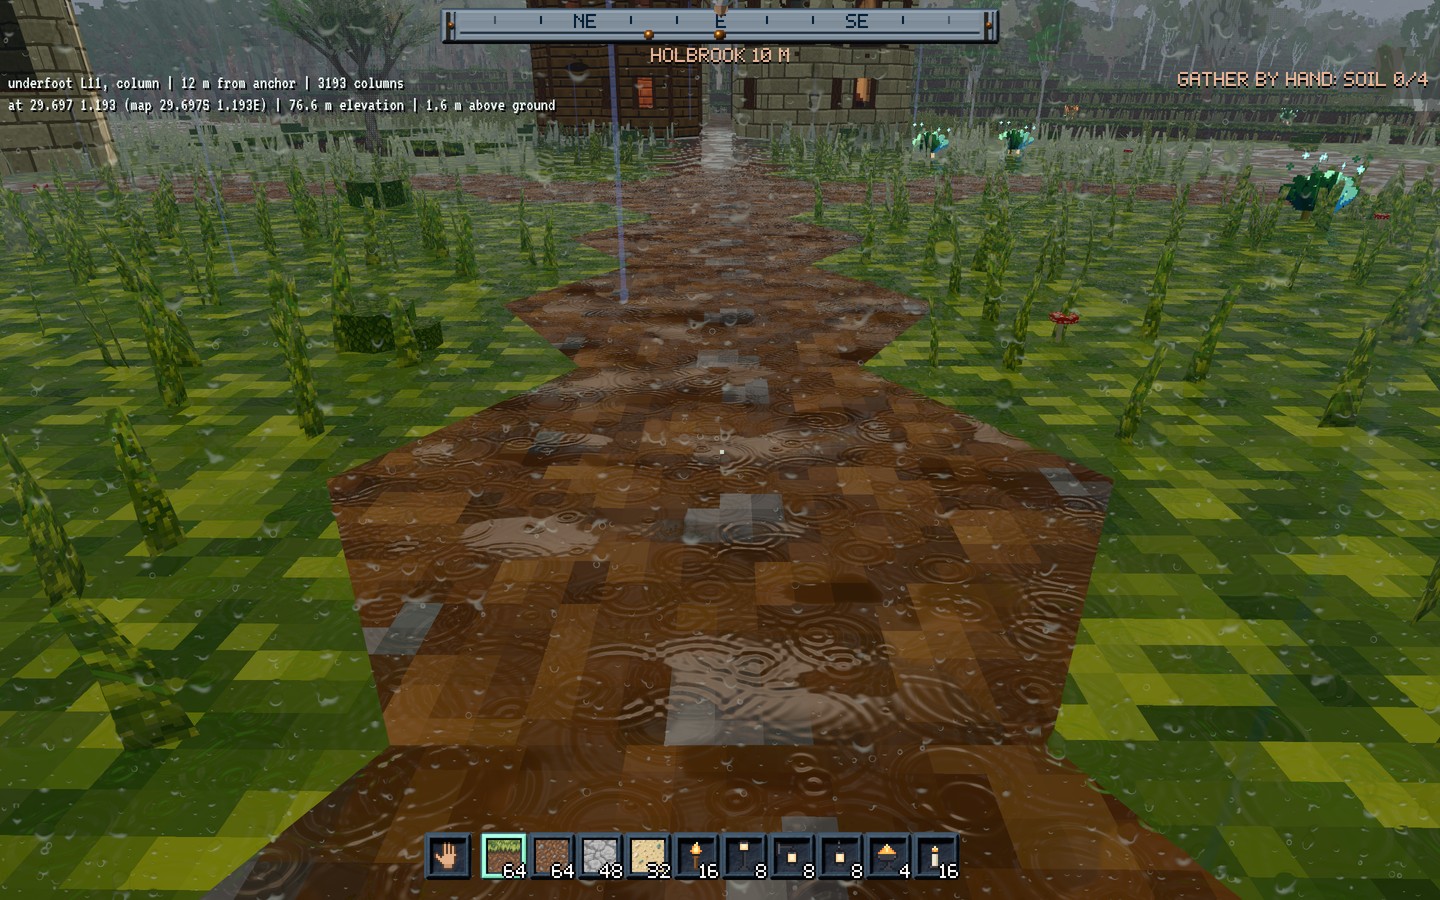 NE E SE
HOLBROOK 10 M
underfoot L11, column | 12 m from anchor | 3193 columns
GATHER BY HAND: SOIL 0/4
at 29.697 1.193 (map 29.697S 1.193E) | 76.6 m elevation | 1.6 m above ground
64 64 48 32 16 8 8 8 4 16